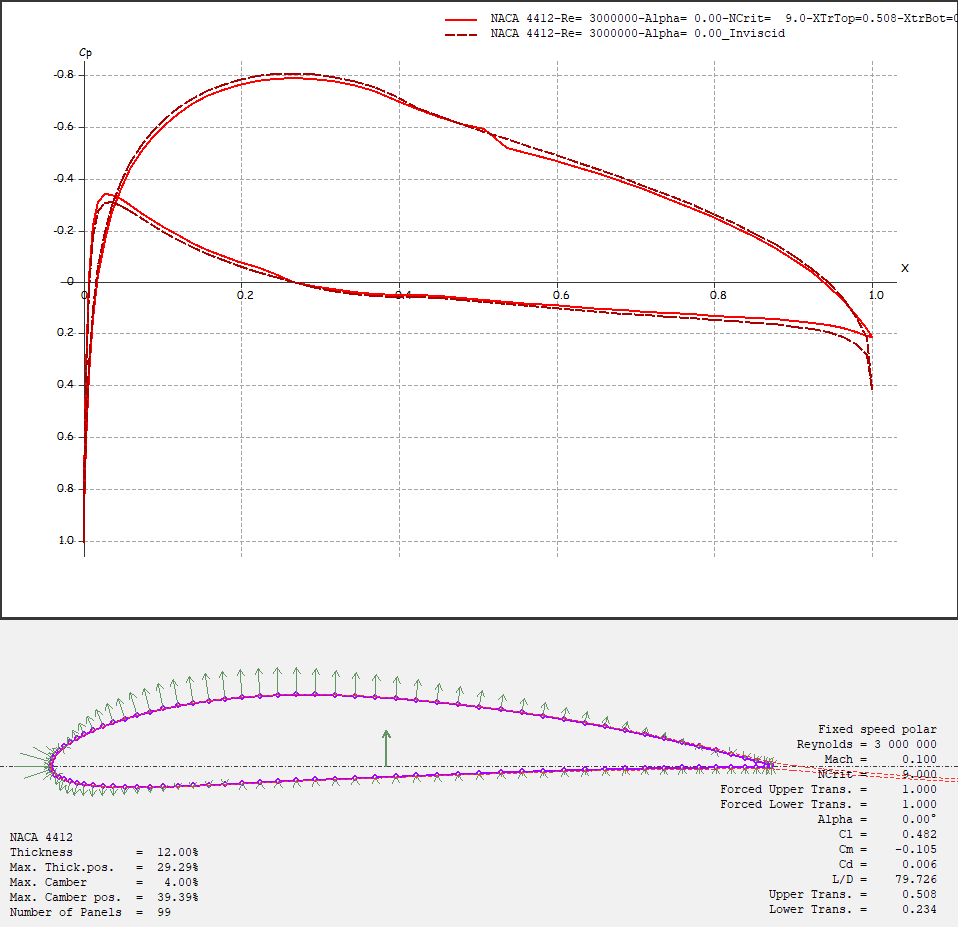 NACA 4412-Re= 3000000-Alpha= 0.00-NCrit= 9.0-XTrTop=0.508-XtrBot=0
NACA 4412-Re= 3000000-Alpha= 0.00_Inviscid
Cp
-0.8
-0.6
-0.4
-0.2
-0
X
0 0.2 0.4 0.6 0.8 1.0
0.2
0.4
0.6
0.8
1.0
Fixed speed polar
Reynolds = 3 000 000
Mach = 0.100
NCrit = 9.000
Forced Upper Trans. = 1.000
Forced Lower Trans. = 1.000
Alpha = 0.00°
Cl = 0.482
Cm = -0.105
Cd = 0.006
L/D = 79.726
Upper Trans. = 0.508
Lower Trans. = 0.234
NACA 4412
Thickness = 12.00%
Max. Thick.pos. = 29.29%
Max. Camber = 4.00%
Max. Camber pos. = 39.39%
Number of Panels = 99